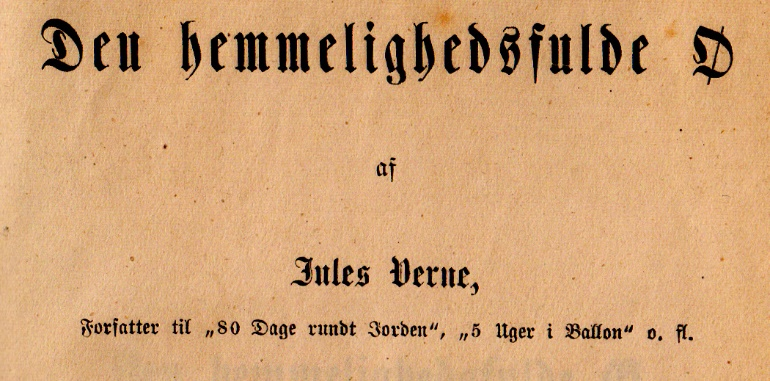 Den hemmelighedsfulde Ø
af
Jules Verne,
Forfatter til „80 Dage rundt Jorden“, „5 Uger i Ballon“ o. fl.